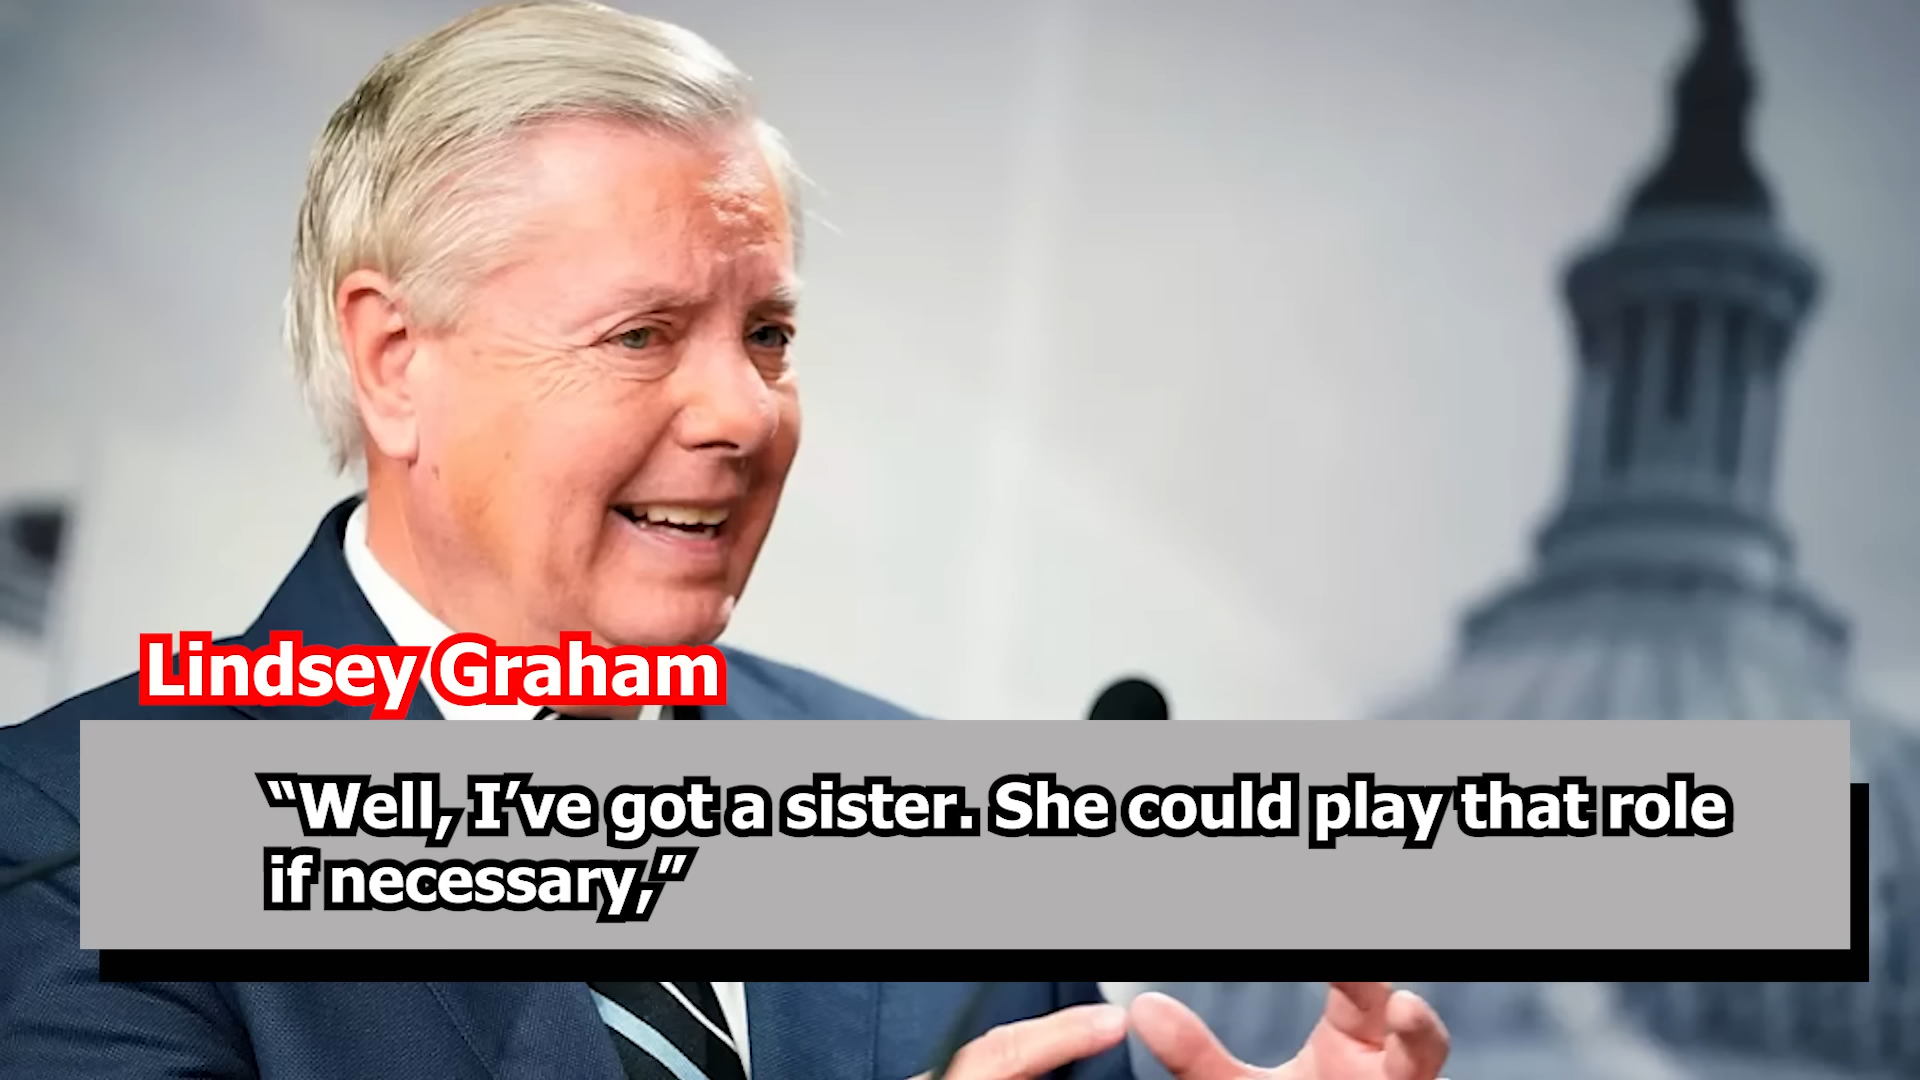 Lindsey Graham
“Well, I’ve got a sister. She could play that role
if necessary,”